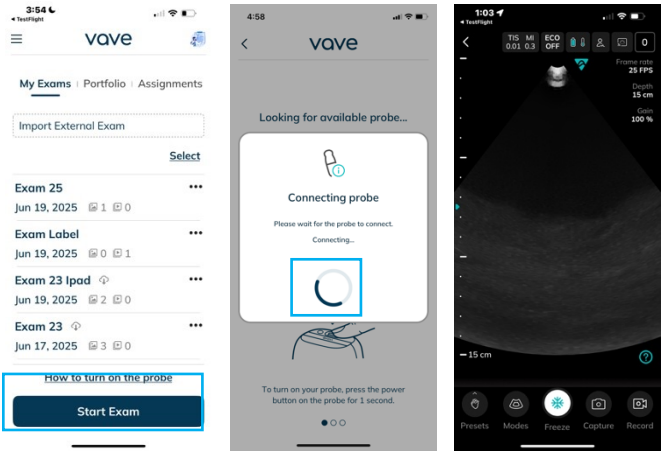 3:54
◂ TestFlight
vave
My Exams | Portfolio | Assignments
Import External Exam
Select
Exam 25
Jun 19, 2025 1 0
Exam Label
Jun 19, 2025 0 1
Exam 23 Ipad
Jun 19, 2025 2 0
Exam 23
Jun 17, 2025 3 0
How to turn on the probe
Start Exam
4:58
vave
Looking for available probe...
Connecting probe
Please wait for the probe to connect.
Connecting...
To turn on your probe, press the power
button on the probe for 1 second.
1:03
◂ TestFlight
TIS MI ECO
0.01 0.3 OFF 0
Frame rate
25 FPS
Depth
15 cm
Gain
100 %
15 cm
Presets Modes Freeze Capture Record